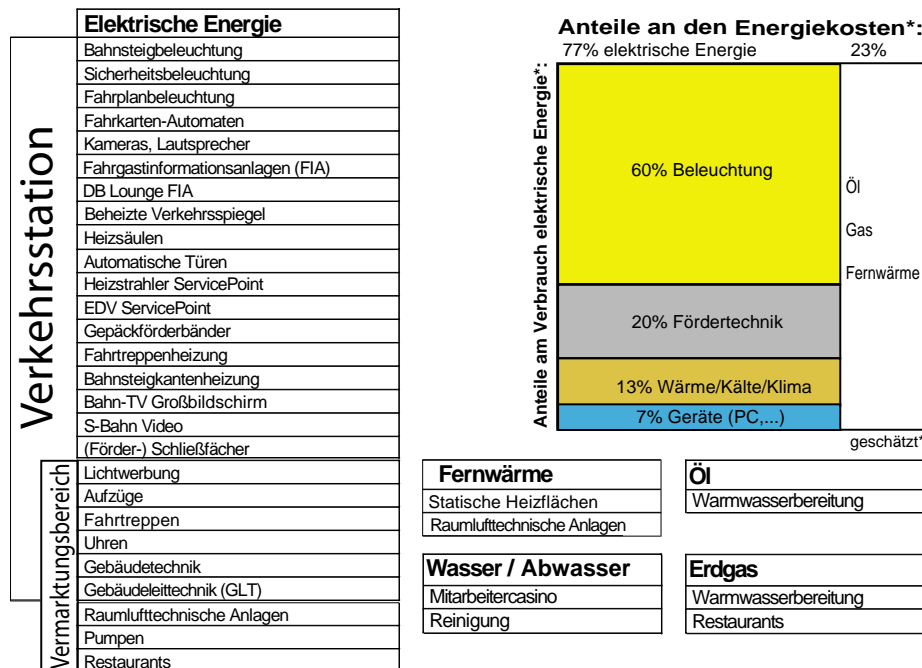 Elektrische Energie
Verkehrsstation
Bahnsteigbeleuchtung
Sicherheitsbeleuchtung
Fahrplanbeleuchtung
Fahrkarten-Automaten
Kameras, Lautsprecher
Fahrgastinformationsanlagen (FIA)
DB Lounge FIA
Beheizte Verkehrsspiegel
Heizsäulen
Automatische Türen
Heizstrahler ServicePoint
EDV ServicePoint
Gepäckförderbänder
Fahrtreppenheizung
Bahnsteigkantenheizung
Bahn-TV Großbildschirm
S-Bahn Video
(Förder-) Schließfächer
Vermarktungsbereich
Lichtwerbung
Aufzüge
Fahrtreppen
Uhren
Gebäudetechnik
Gebäudeleittechnik (GLT)
Raumlufttechnische Anlagen
Pumpen
Restaurants
Anteile an den Energiekosten*:
77% elektrische Energie 23%
Anteile am Verbrauch elektrische Energie*:
60% Beleuchtung
20% Fördertechnik
13% Wärme/Kälte/Klima
7% Geräte (PC,...)
Öl
Gas
Fernwärme
geschätzt*
Fernwärme
Statische Heizflächen
Raumlufttechnische Anlagen
Öl
Warmwasserbereitung
Wasser / Abwasser
Mitarbeitercasino
Reinigung
Erdgas
Warmwasserbereitung
Restaurants